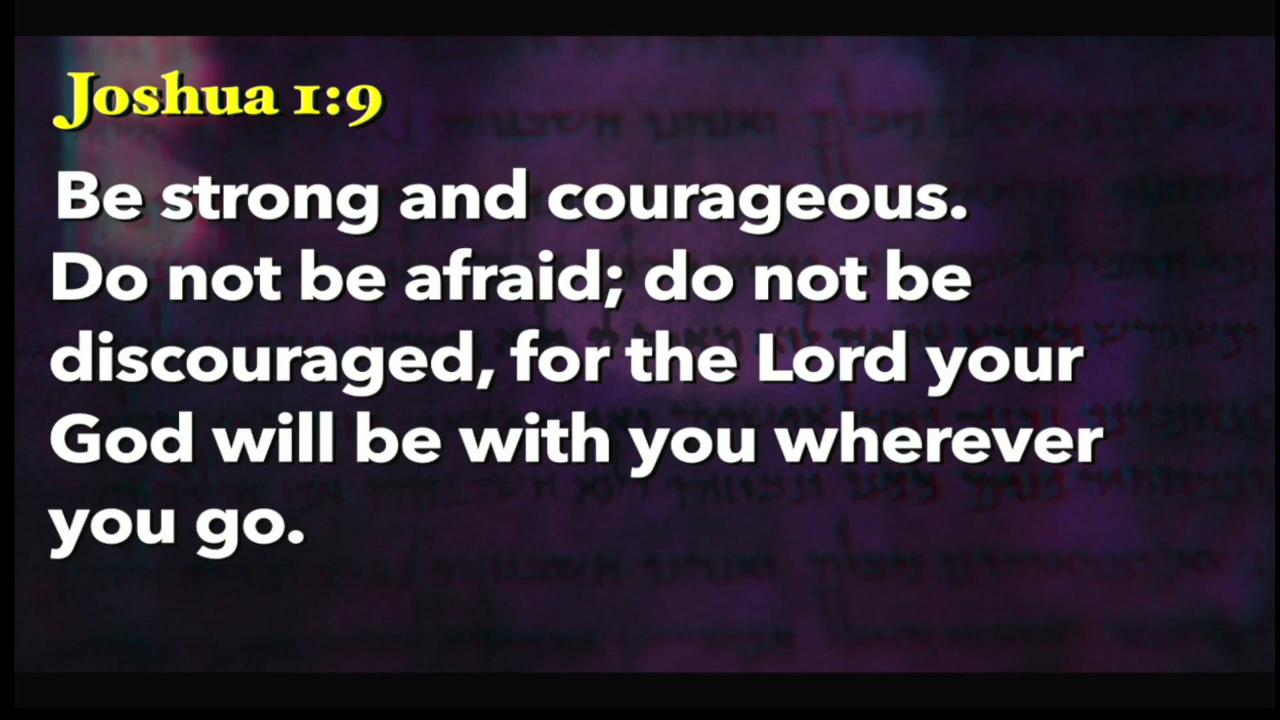 Joshua 1:9
Be strong and courageous.
Do not be afraid; do not be
discouraged, for the Lord your
God will be with you wherever
you go.